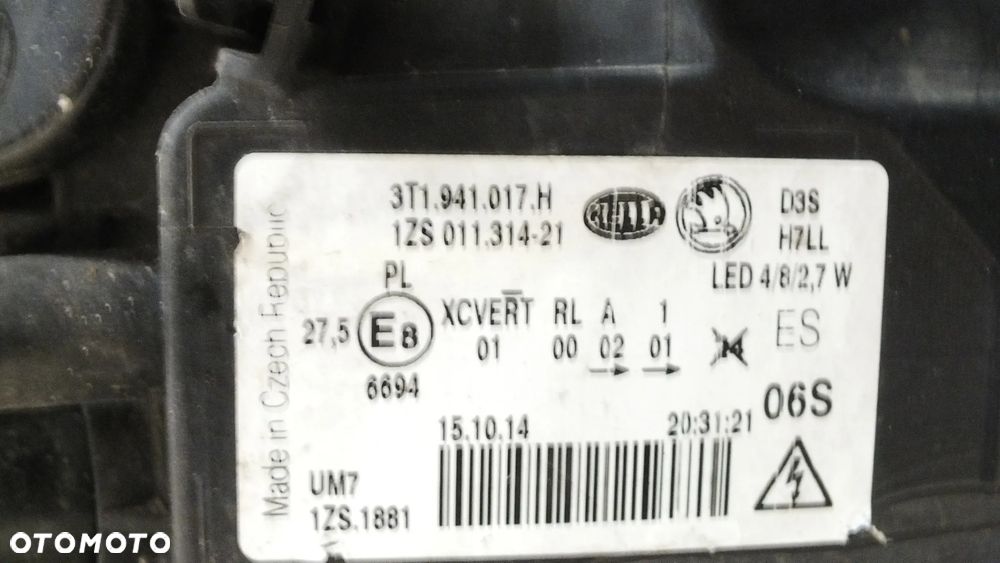 3T1.941.017.H
1ZS 011.314-21
HELLA
D3S
H7LL
LED 4/8/2,7 W
PL
27,5
E8
6694
XCVERT RL A 1
01 00 02 01
M
ES
06S
15.10.14 20:31:21
UM7
1ZS.1881
Made in Czech Republic
OTOMOTO